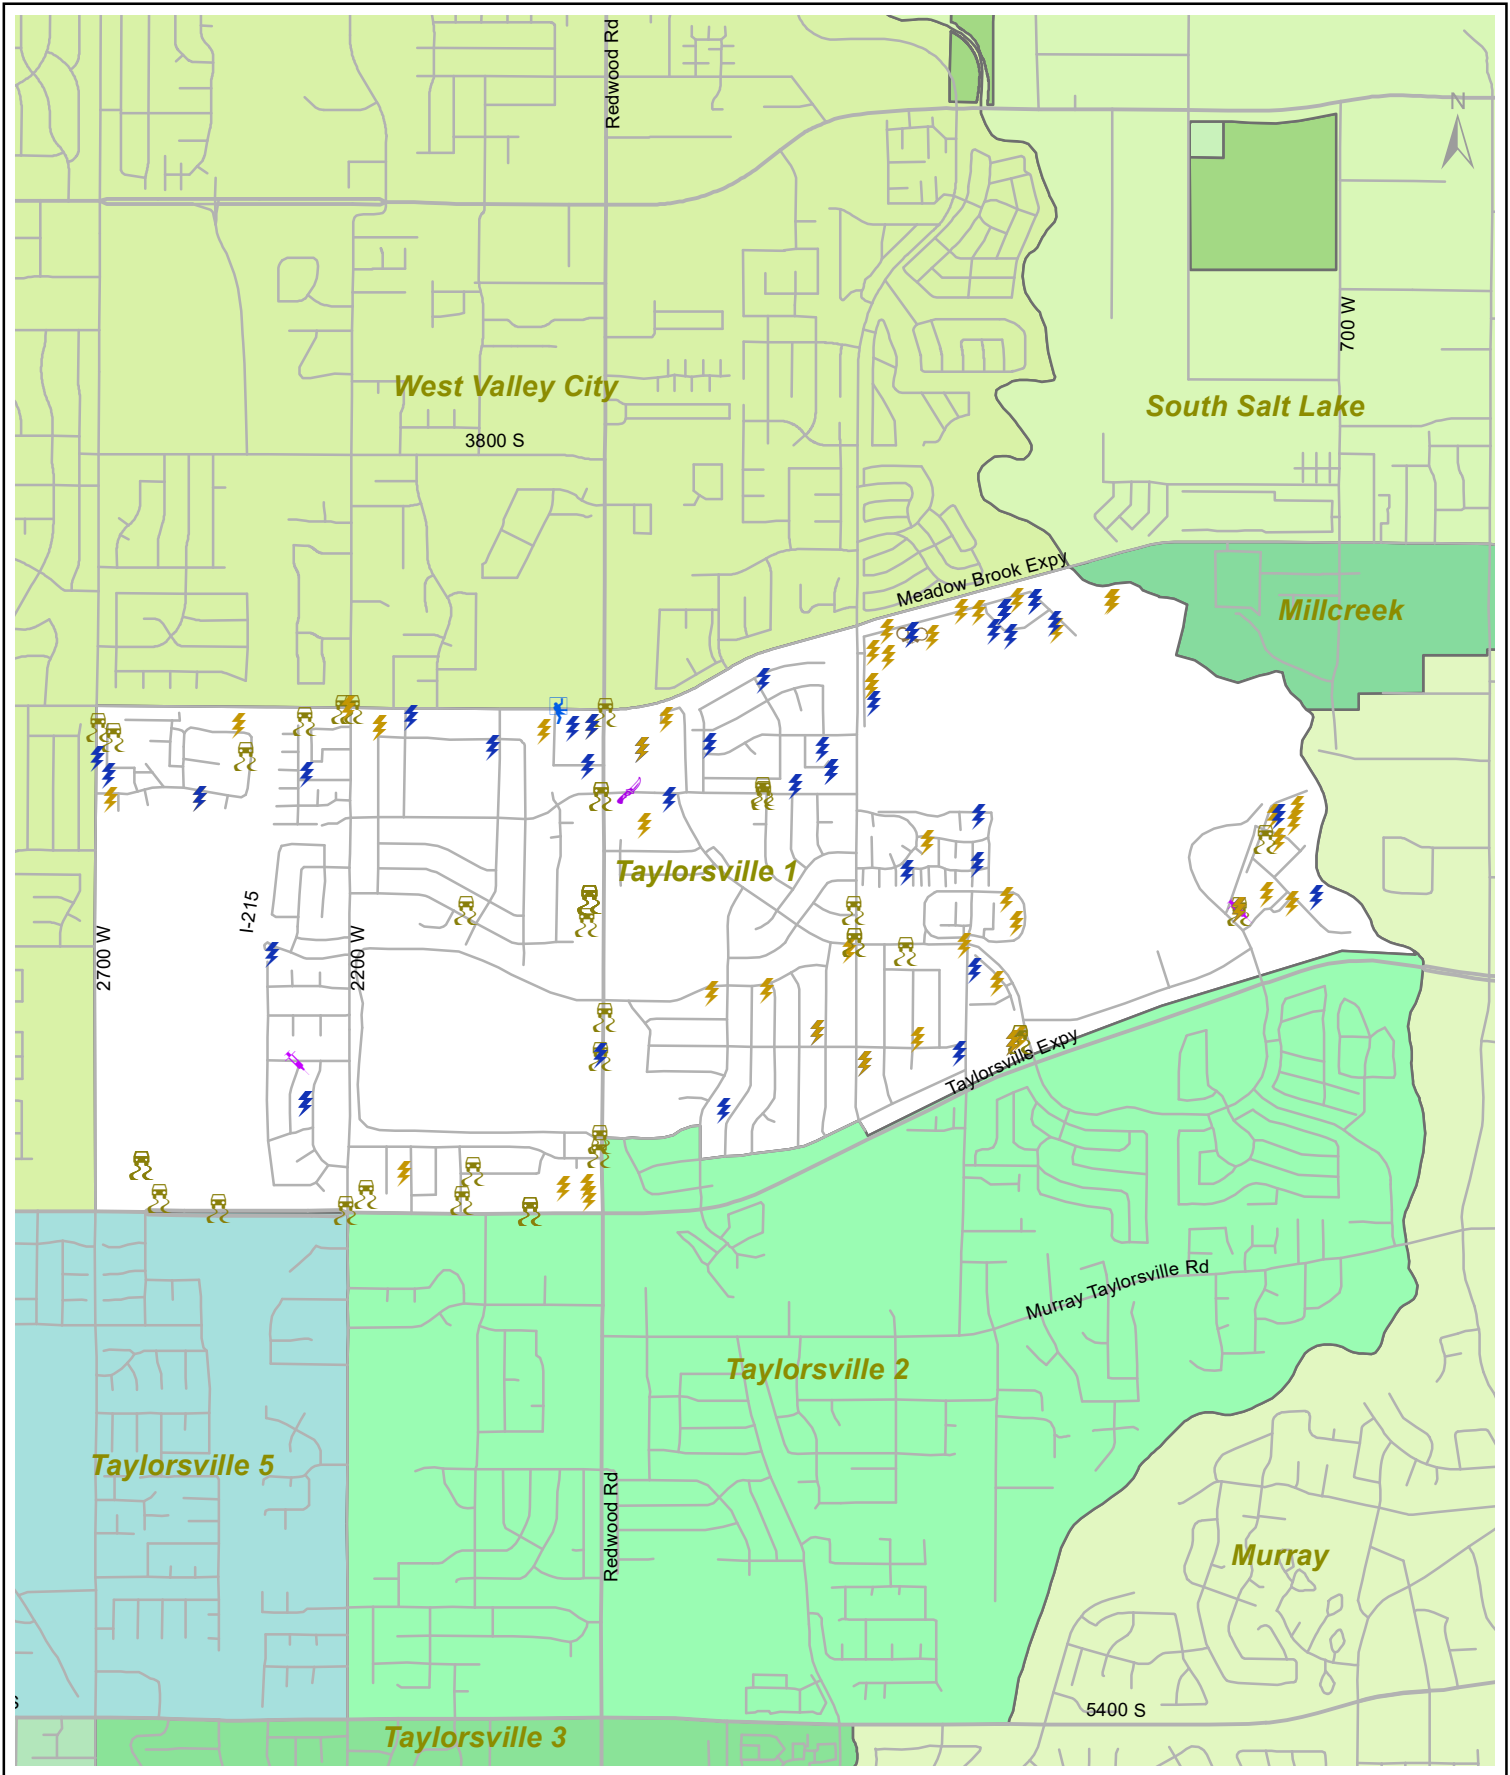 Redwood Rd
N
700 W
West Valley City
South Salt Lake
3800 S
Meadow Brook Expy
Millcreek
Taylorsville 1
I-215
2700 W
2200 W
Taylorsville Expy
Murray Taylorsville Rd
Taylorsville 2
Taylorsville 5
Redwood Rd
Murray
5400 S
Taylorsville 3